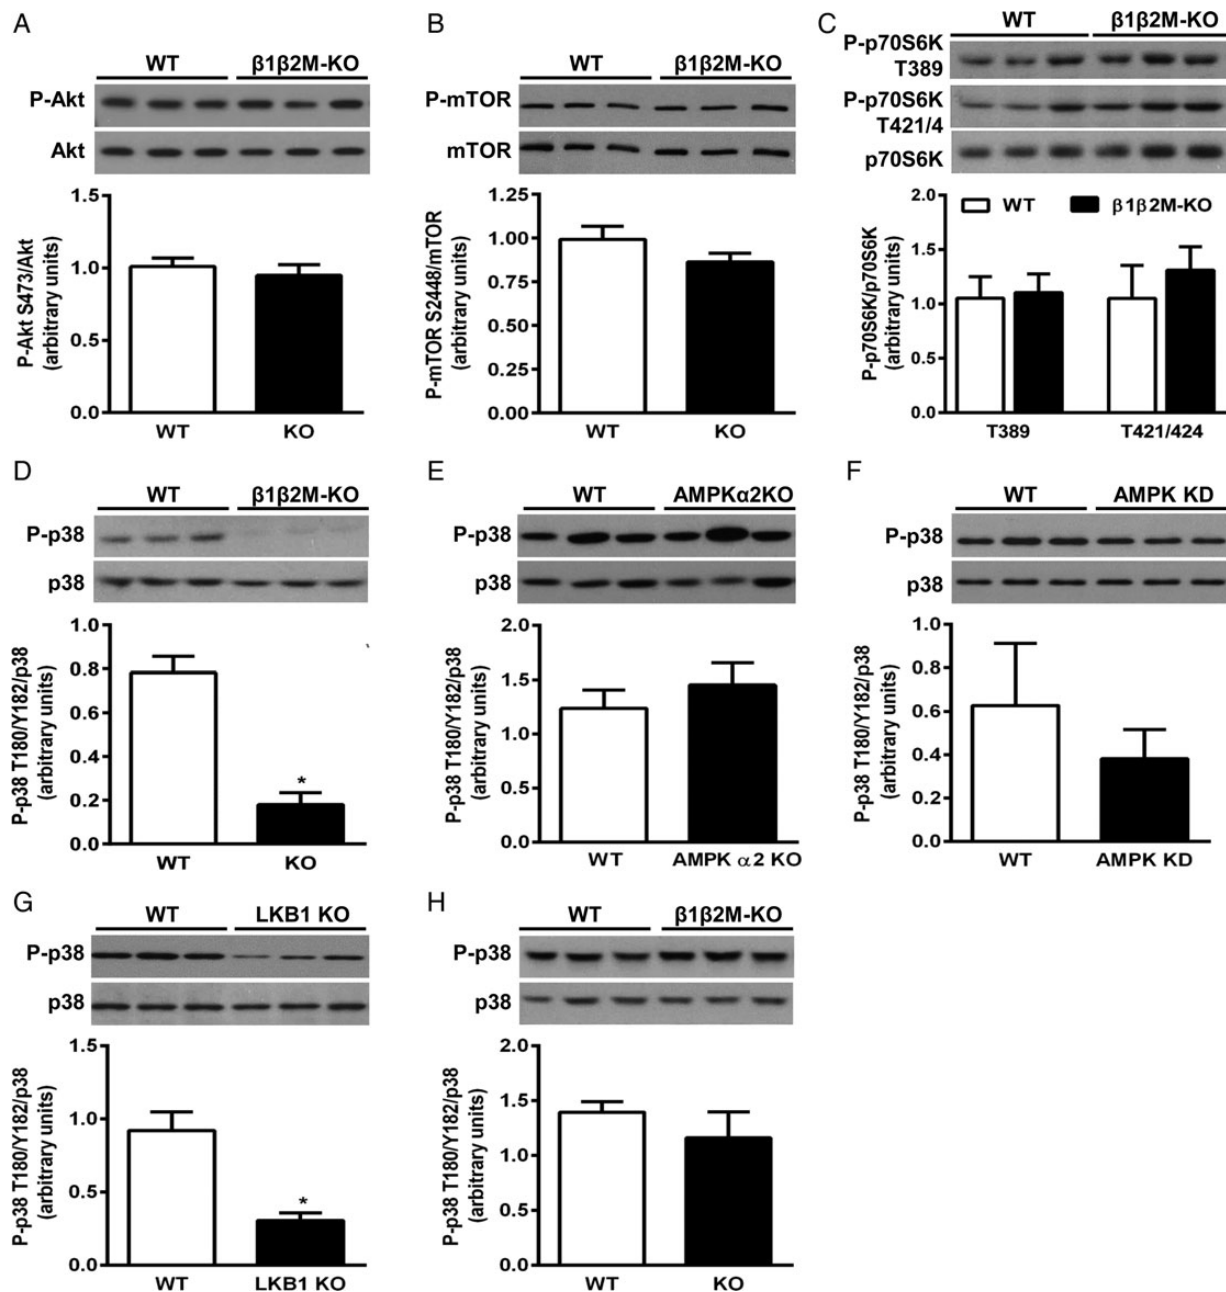 A
WT β1β2M-KO
P-Akt
Akt
P-Akt S473/Akt
(arbitrary units)
1.5
1.0
0.5
0.0
WT KO
B
WT β1β2M-KO
P-mTOR
mTOR
P-mTOR S2448/mTOR
(arbitrary units)
1.25
1.00
0.75
0.50
0.25
0.00
WT KO
C
WT β1β2M-KO
P-p70S6K
T389
P-p70S6K
T421/4
p70S6K
P-p70S6K/p70S6K
(arbitrary units)
2.0
1.5
1.0
0.5
0.0
WT β1β2M-KO
T389 T421/424
D
WT β1β2M-KO
P-p38
p38
P-p38 T180/Y182/p38
(arbitrary units)
1.0
0.8
0.6
0.4
0.2
0.0
*
WT KO
E
WT AMPKα2KO
P-p38
p38
P-p38 T180/Y182/p38
(arbitrary units)
2.0
1.5
1.0
0.5
0.0
WT AMPK α2 KO
F
WT AMPK KD
P-p38
p38
P-p38 T180/Y182/p38
(arbitrary units)
1.0
0.8
0.6
0.4
0.2
0.0
WT AMPK KD
G
WT LKB1 KO
P-p38
p38
P-p38 T180/Y182/p38
(arbitrary units)
1.5
1.0
0.5
0.0
*
WT LKB1 KO
H
WT β1β2M-KO
P-p38
p38
P-p38 T180/Y182/p38
(arbitrary units)
2.0
1.5
1.0
0.5
0.0
WT KO